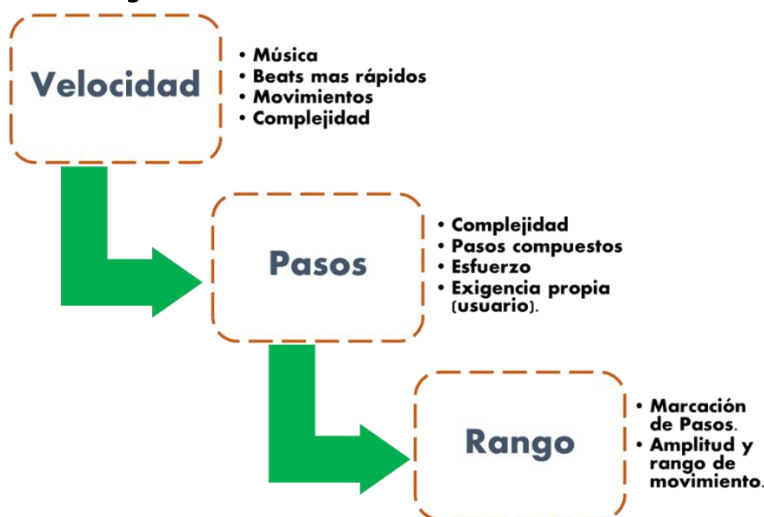 Velocidad
• Música
• Beats mas rápidos
• Movimientos
• Complejidad
Pasos
• Complejidad
• Pasos compuestos
• Esfuerzo
• Exigencia propia
(usuario).
Rango
• Marcación
de Pasos.
• Amplitud y
rango de
movimiento.